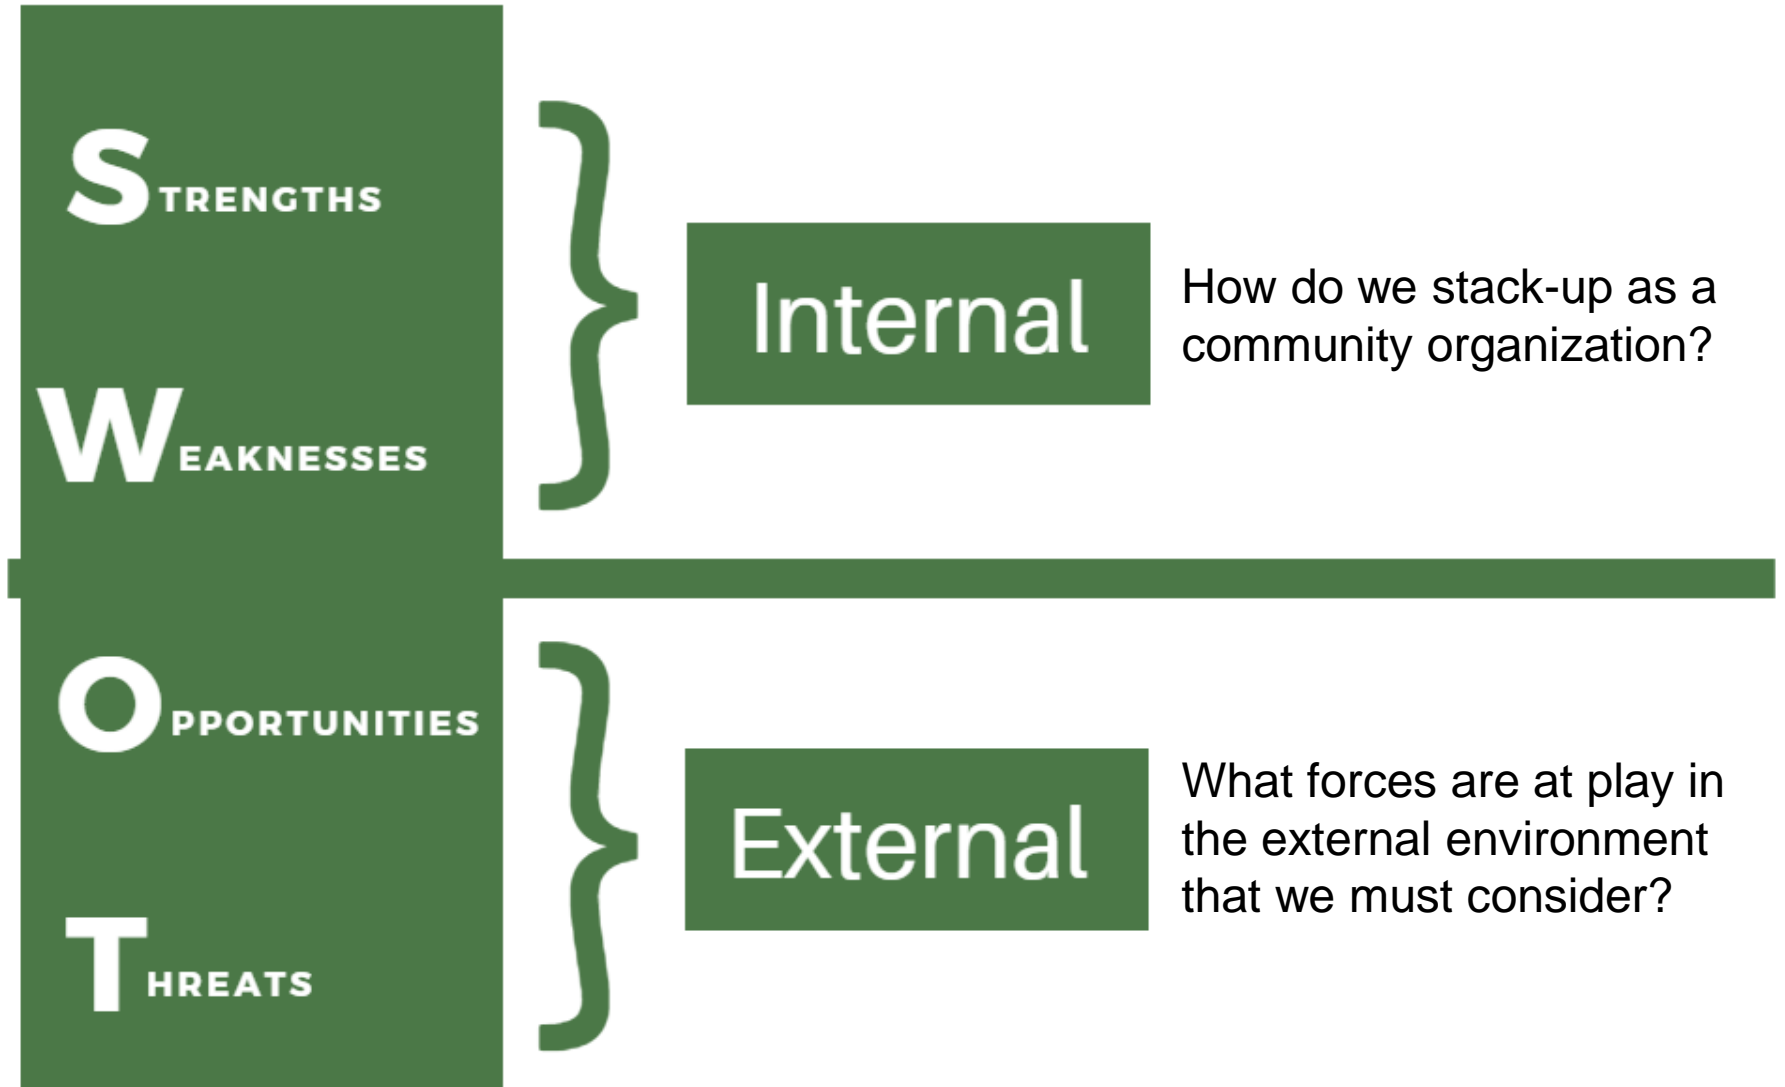 STRENGTHS
WEAKNESSES
Internal
How do we stack-up as a
community organization?
OPPORTUNITIES
THREATS
External
What forces are at play in
the external environment
that we must consider?